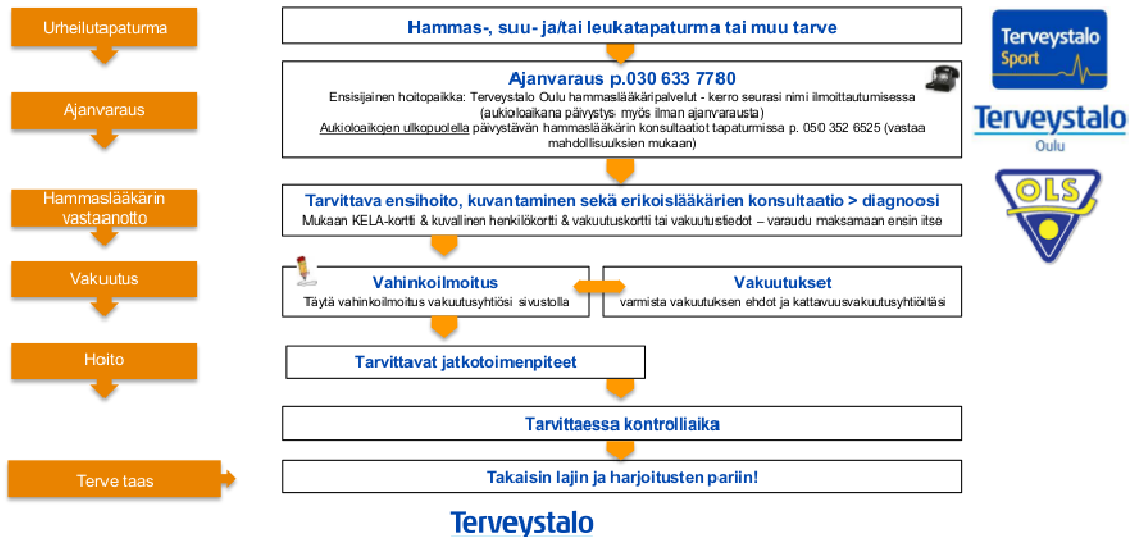 Urheilutapaturma
Hammas-, suu- ja/tai leukatapaturma tai muu tarve
Terveystalo
Sport
Ajanvaraus
Ajanvaraus p.030 633 7780
Ensisijainen hoitopaikka: Terveystalo Oulu hammaslääkäripalvelut - kerro seurasi nimi ilmoittautumisessa
(aukioloaikana päivystys myös ilman ajanvarausta)
Aukioloaikojen ulkopuolella päivystävän hammaslääkärin konsultaatiot tapaturmissa p. 050 352 6525 (vastaa
mahdollisuuksien mukaan)
Terveystalo
Oulu
Hammaslääkärin
vastaanotto
Tarvittava ensihoito, kuvantaminen sekä erikoislääkärien konsultaatio > diagnoosi
Mukaan KELA-kortti & kuvallinen henkilökortti & vakuutuskortti tai vakuutustiedot – varaudu maksamaan ensin itse
OLS
Vakuutus
Vahinkoilmoitus
Täytä vahinkoilmoitus vakuutusyhtiösi sivustolla
Vakuutukset
varmista vakuutuksen ehdot ja kattavuusvakuutusyhtiöltäsi
Hoito
Tarvittavat jatkotoimenpiteet
Tarvittaessa kontrolliaika
Terve taas
Takaisin lajin ja harjoitusten pariin!
Terveystalo